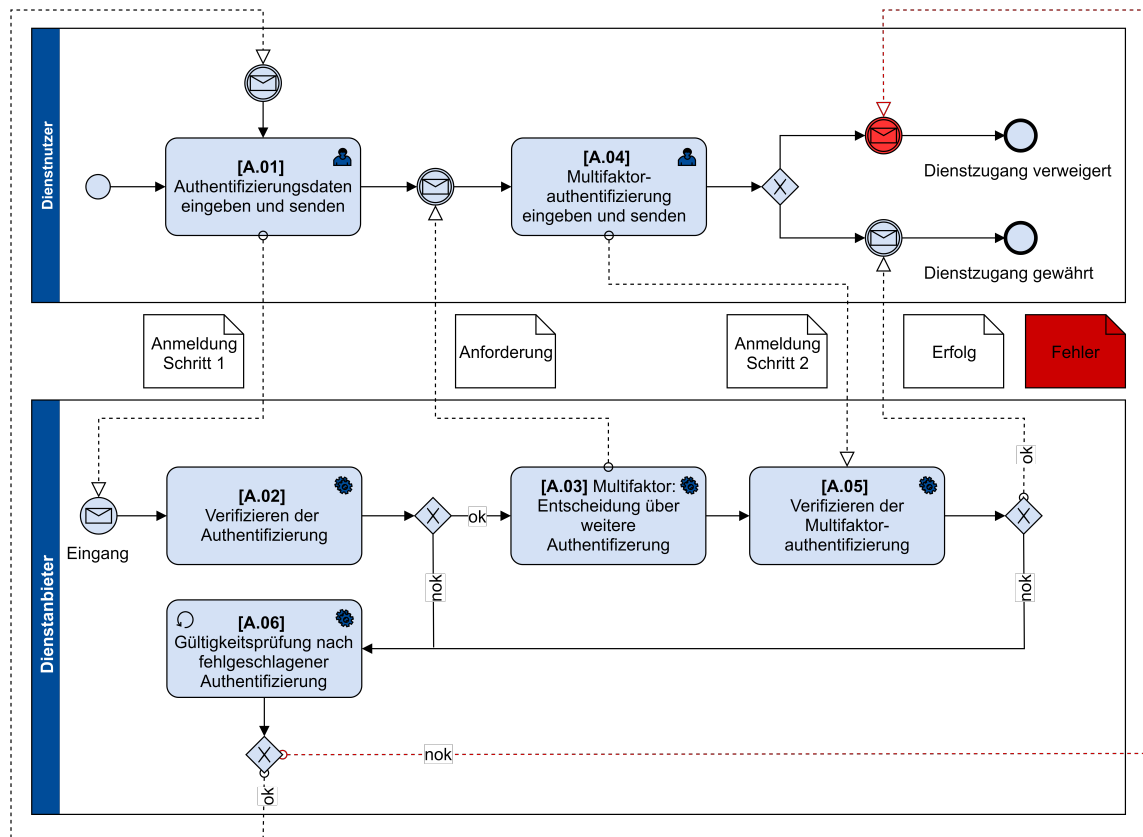 Dienstnutzer
[A.01]
Authentifizierungsdaten
eingeben und senden
[A.04]
Multifaktor-
authentifizierung
eingeben und senden
X
Dienstzugang verweigert
Dienstzugang gewährt
Anmeldung
Schritt 1
Anforderung
Anmeldung
Schritt 2
Erfolg
Fehler
Dienstanbieter
Eingang
[A.02]
Verifizieren der
Authentifizierung
X
ok
nok
[A.03] Multifaktor:
Entscheidung über
weitere
Authentifizerung
[A.05]
Verifizieren der
Multifaktor-
authentifizierung
X
ok
nok
[A.06]
Gültigkeitsprüfung nach
fehlgeschlagener
Authentifizierung
X
nok
ok